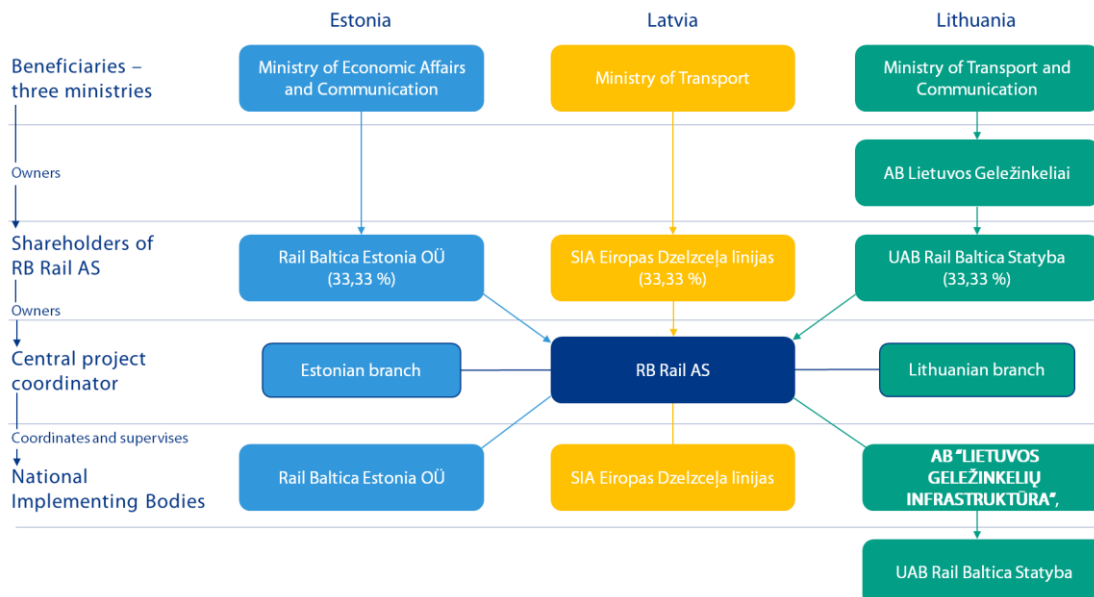 Estonia
Latvia
Lithuania
Beneficiaries –
three ministries
Ministry of Economic Affairs
and Communication
Ministry of Transport
Ministry of Transport and
Communication
Owners
AB Lietuvos Geležinkeliai
Shareholders of
RB Rail AS
Rail Baltica Estonia OÜ
(33,33 %)
SIA Eiropas Dzelzceļa līnijas
(33,33 %)
UAB Rail Baltica Statyba
(33,33 %)
Owners
Central project
coordinator
Estonian branch
RB Rail AS
Lithuanian branch
Coordinates and supervises
National
Implementing Bodies
Rail Baltica Estonia OÜ
SIA Eiropas Dzelzceļa līnijas
AB “LIETUVOS
GELEŽINKELIŲ
INFRASTRUKTŪRA”,
UAB Rail Baltica Statyba